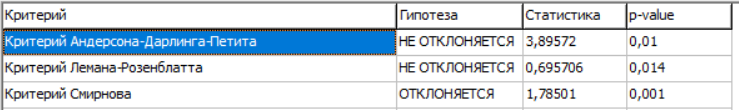 Критерий Гипотеза Статистика p-value
Критерий Андерсона-Дарлинга-Петита НЕ ОТКЛОНЯЕТСЯ 3,89572 0,01
Критерий Лемана-Розенблатта НЕ ОТКЛОНЯЕТСЯ 0,695706 0,014
Критерий Смирнова ОТКЛОНЯЕТСЯ 1,78501 0,001